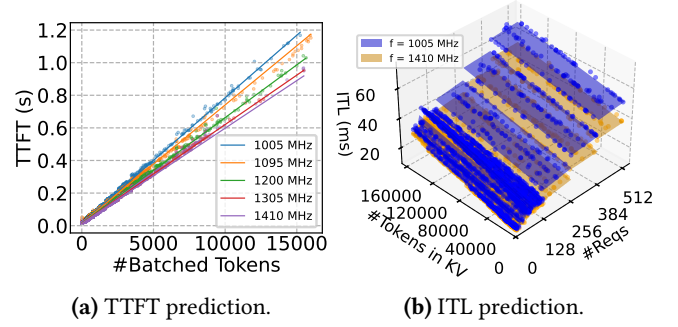 1.2
1.0
0.8
0.6
0.4
0.2
0.0
TTFT (s)
1005 MHz
1095 MHz
1200 MHz
1305 MHz
1410 MHz
0
5000
10000
15000
#Batched Tokens
(a) TTFT prediction.
f = 1005 MHz
f = 1410 MHz
60
40
20
ITL (ms)
160000
120000
80000
40000
0
#Tokens in KV
0
128
256
384
512
#Reqs
(b) ITL prediction.